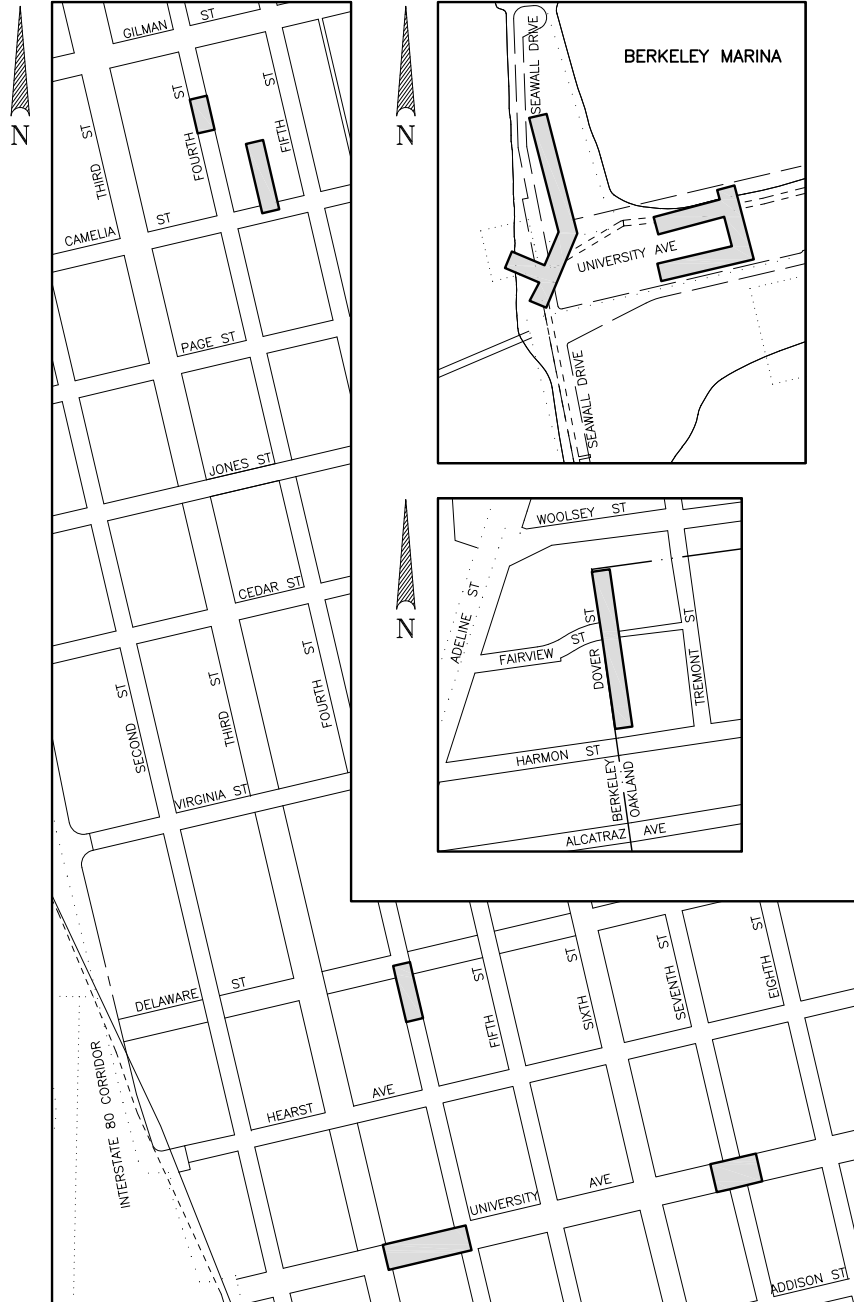 GILMAN ST
ST
ST
THIRD ST
FOURTH
FIFTH
CAMELIA ST
PAGE ST
JONES ST
CEDAR ST
SECOND ST
THIRD ST
FOURTH ST
VIRGINIA ST
DELAWARE ST
FIFTH ST
SIXTH ST
SEVENTH ST
EIGHTH ST
HEARST AVE
INTERSTATE 80 CORRIDOR
UNIVERSITY AVE
ADDISON ST
N
N
BERKELEY MARINA
SEAWALL DRIVE
UNIVERSITY AVE
SEAWALL DRIVE
N
WOOLSEY ST
ADELINE ST
FAIRVIEW ST
DOVER ST
TREMONT ST
HARMON ST
BERKELEY
OAKLAND
ALCATRAZ AVE